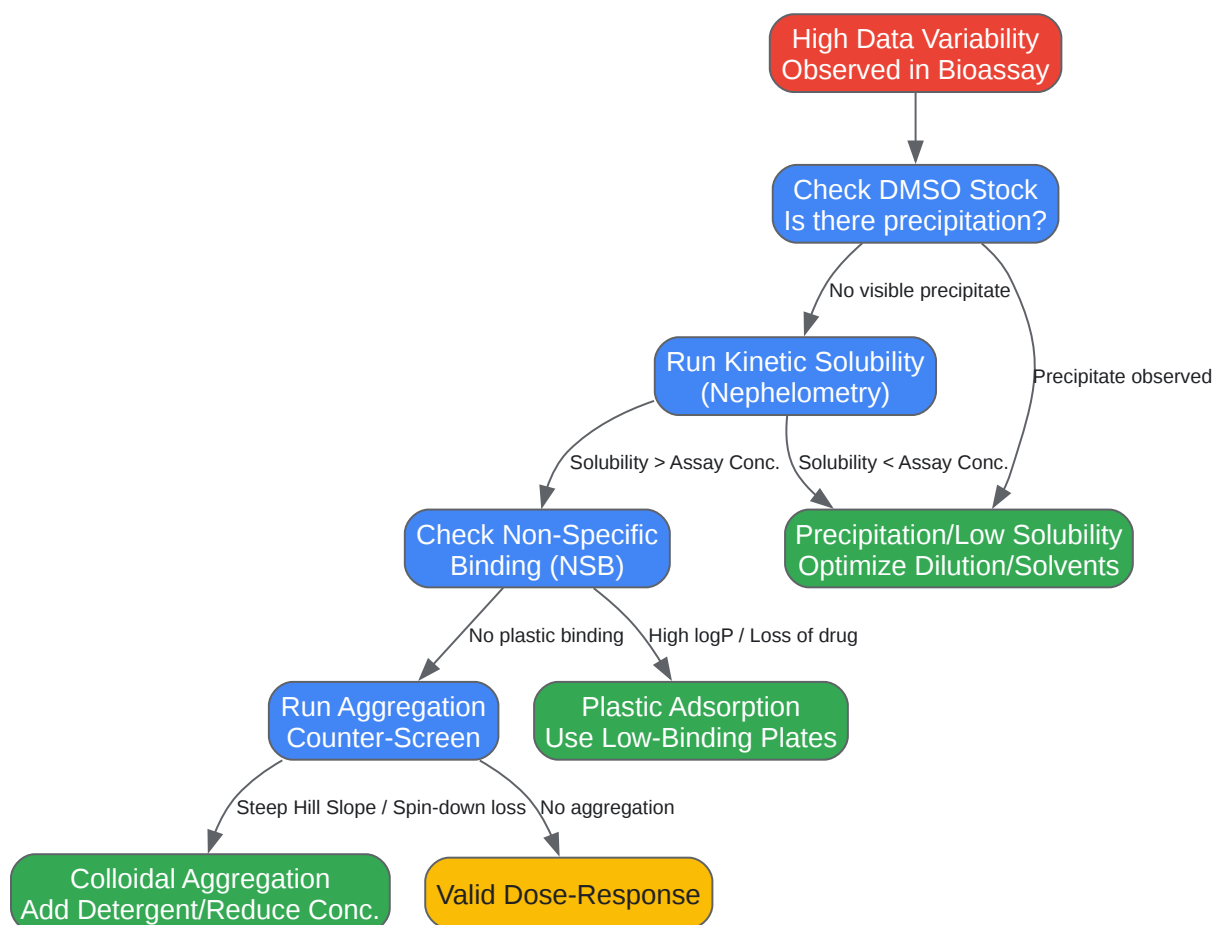 High Data Variability
Observed in Bioassay
Check DMSO Stock
Is there precipitation?
No visible precipitate
Precipitate observed
Run Kinetic Solubility
(Nephelometry)
Solubility > Assay Conc.
Solubility < Assay Conc.
Check Non-Specific
Binding (NSB)
Precipitation/Low Solubility
Optimize Dilution/Solvents
No plastic binding
High logP / Loss of drug
Run Aggregation
Counter-Screen
Plastic Adsorption
Use Low-Binding Plates
Steep Hill Slope / Spin-down loss
No aggregation
Colloidal Aggregation
Add Detergent/Reduce Conc.
Valid Dose-Response